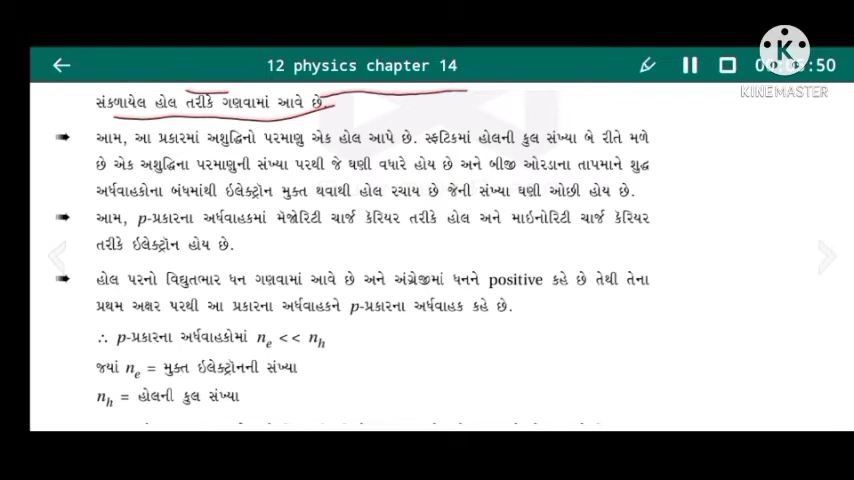 12 physics chapter 14
50
KINEMASTER
સંકળાયેલ હોલ તરીકે ગણવામાં આવે છે.
આમ, આ પ્રકારમાં અશુદ્ધિનો પરમાણુ એક હોલ આપે છે. સ્ફટિકમાં હોલની કુલ સંખ્યા બે રીતે મળે
છે એક અશુદ્ધિના પરમાણુની સંખ્યા પરથી જે ઘણી વધારે હોય છે અને બીજી ઓરડાના તાપમાને શુદ્ધ
અર્ધવાહકોના બંધમાંથી ઇલેક્ટ્રૉન મુક્ત થવાથી હોલ રચાય છે જેની સંખ્યા ઘણી ઓછી હોય છે.
આમ, p-પ્રકારના અર્ધવાહકમાં મૅજોરિટી ચાર્જ કૅરિયર તરીકે હોલ અને માઇનોરિટી ચાર્જ કૅરિયર
તરીકે ઇલેક્ટ્રૉન હોય છે.
હોલ પરનો વિદ્યુતભાર ધન ગણવામાં આવે છે અને અંગ્રેજીમાં ધનને positive કહે છે તેથી તેના
પ્રથમ અક્ષર પરથી આ પ્રકારના અર્ધવાહકને p-પ્રકારના અર્ધવાહક કહે છે.
∴ p-પ્રકારના અર્ધવાહકોમાં nₑ << nₕ
જ્યાં nₑ = મુક્ત ઇલેક્ટ્રૉનની સંખ્યા
nₕ = હોલની કુલ સંખ્યા